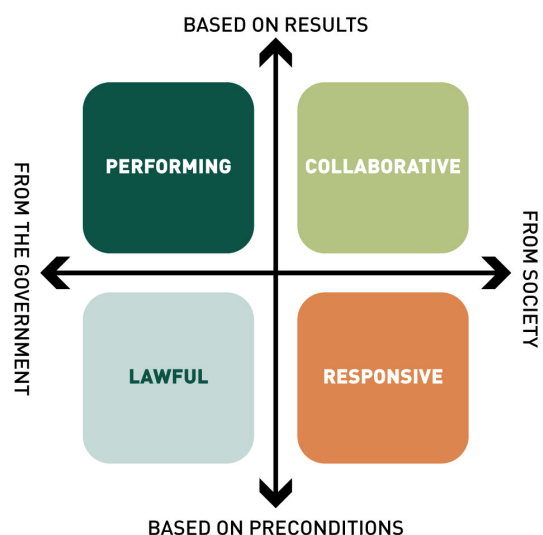 BASED ON RESULTS
PERFORMING
COLLABORATIVE
FROM THE GOVERNMENT
FROM SOCIETY
LAWFUL
RESPONSIVE
BASED ON PRECONDITIONS